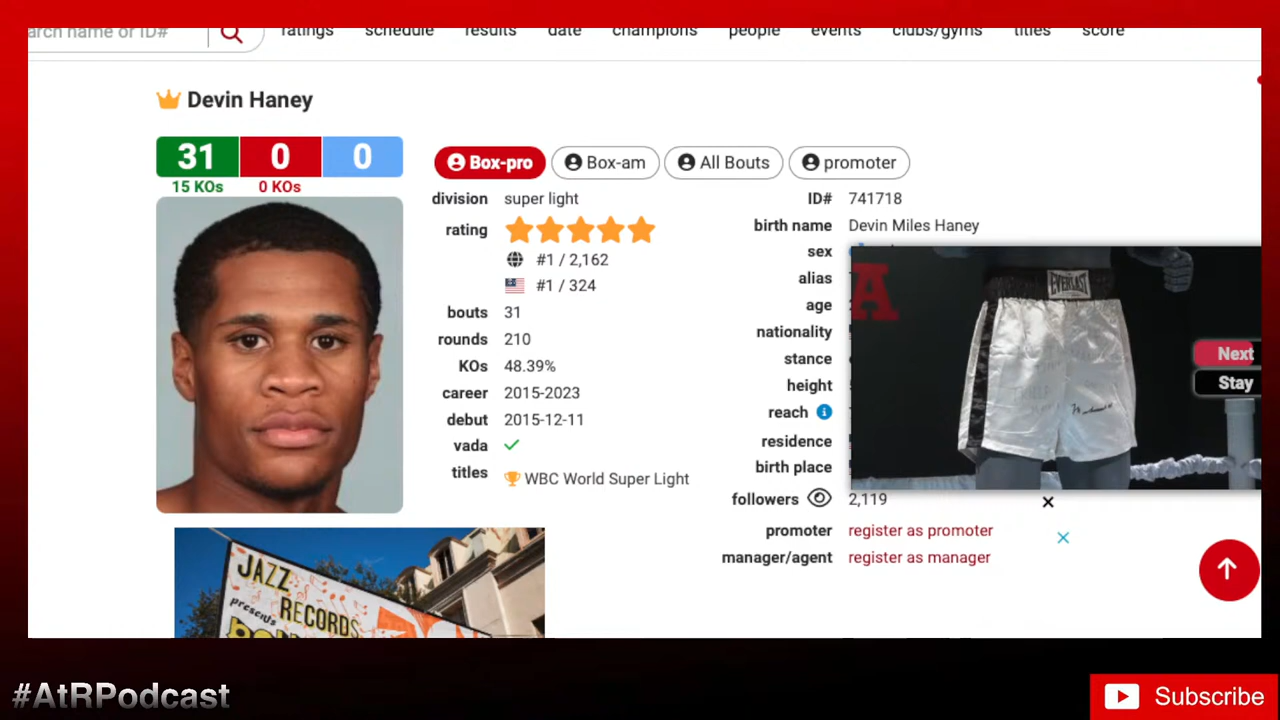 arch name or ID#
ratings schedule results date champions people events clubs/gyms titles score
Devin Haney
31 0 0
15 KOs 0 KOs
Box-pro Box-am All Bouts promoter
division super light
rating
#1 / 2,162
#1 / 324
bouts 31
rounds 210
KOs 48.39%
career 2015-2023
debut 2015-12-11
vada
titles WBC World Super Light
ID# 741718
birth name Devin Miles Haney
sex
alias
age
nationality
stance
height
reach
residence
birth place
followers 2,119
promoter register as promoter
manager/agent register as manager
A
EVERLAST
Next
Stay
JAZZ
RECORDS
presents
#AtRPodcast
Subscribe